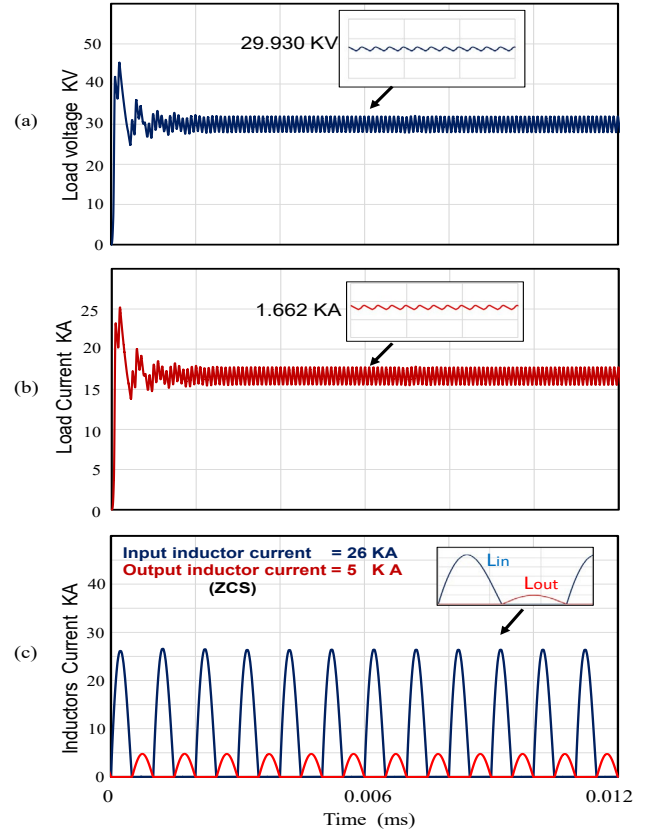 (a)
Load voltage KV
50
40
30
20
10
0
29.930 KV
(b)
Load Current KA
25
20
15
10
5
0
1.662 KA
(c)
Inductors Current KA
40
30
25
10
5
0
Input inductor current = 26 KA
Output inductor current = 5 K A
(ZCS)
Lin
Lout
0
0.006
0.012
Time (ms)